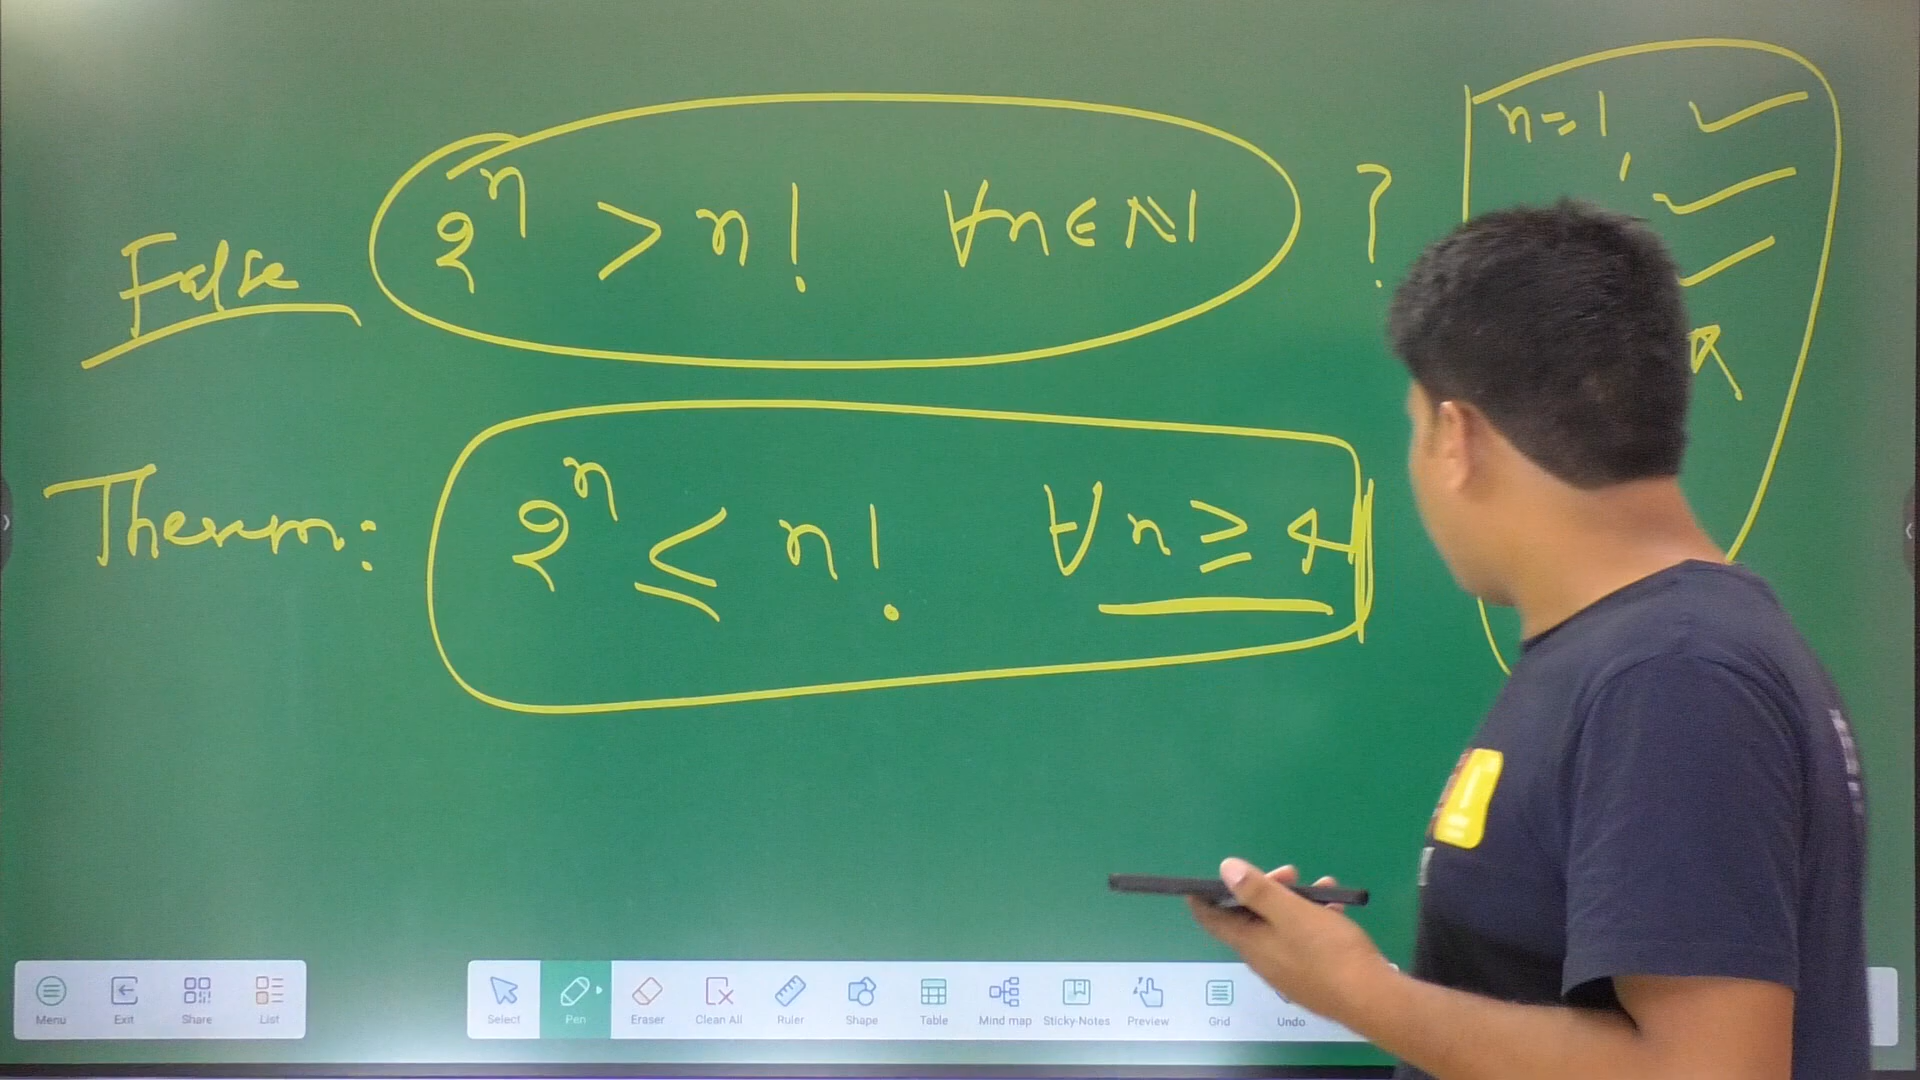 False 2ⁿ > n! ∀n∈ℕ ?
n=1 ✓
Theorem: 2ⁿ ≤ n! ∀n ≥ 4
Menu Exit Share List
Select Pen Eraser Clean All Ruler Shape Table Mind map Sticky-Notes Preview Grid Undo